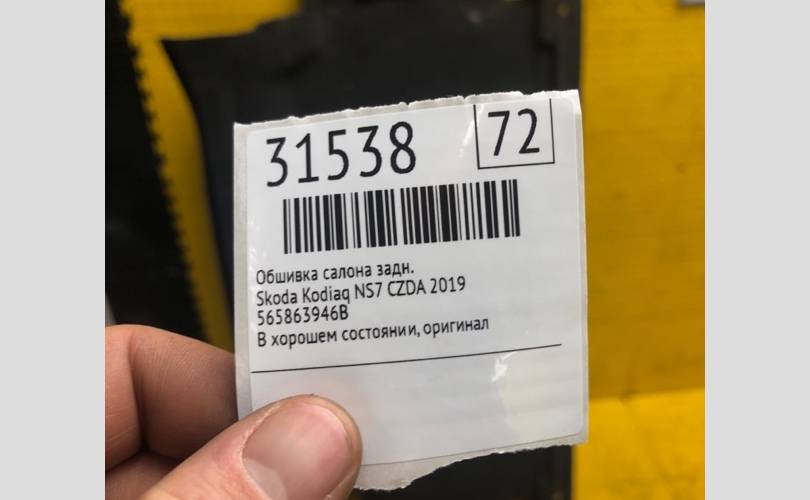 31538
72
Обшивка салона задн.
Skoda Kodiaq NS7 CZDA 2019
565863946B
В хорошем состоянии, оригинал